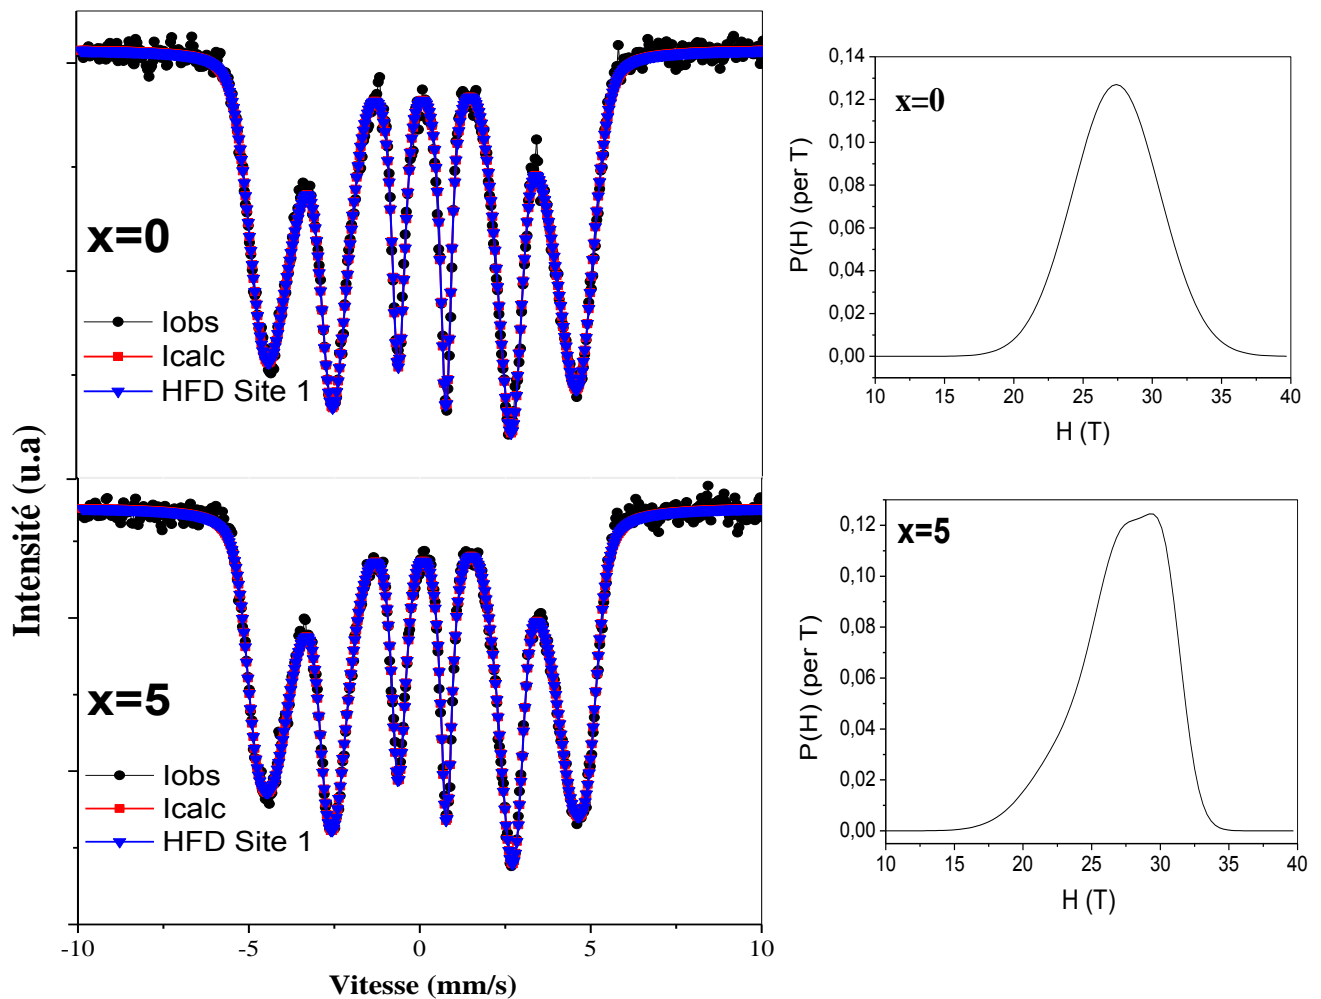 x=0
Iobs
Icalc
HFD Site 1
x=5
Iobs
Icalc
HFD Site 1
Intensité (u.a)
-10
-5
0
5
10
Vitesse (mm/s)
x=0
0,14
0,12
0,10
0,08
0,06
0,04
0,02
0,00
P(H) (per T)
10
15
20
25
30
35
40
H (T)
x=5
0,12
0,10
0,08
0,06
0,04
0,02
0,00
P(H) (per T)
10
15
20
25
30
35
40
H (T)